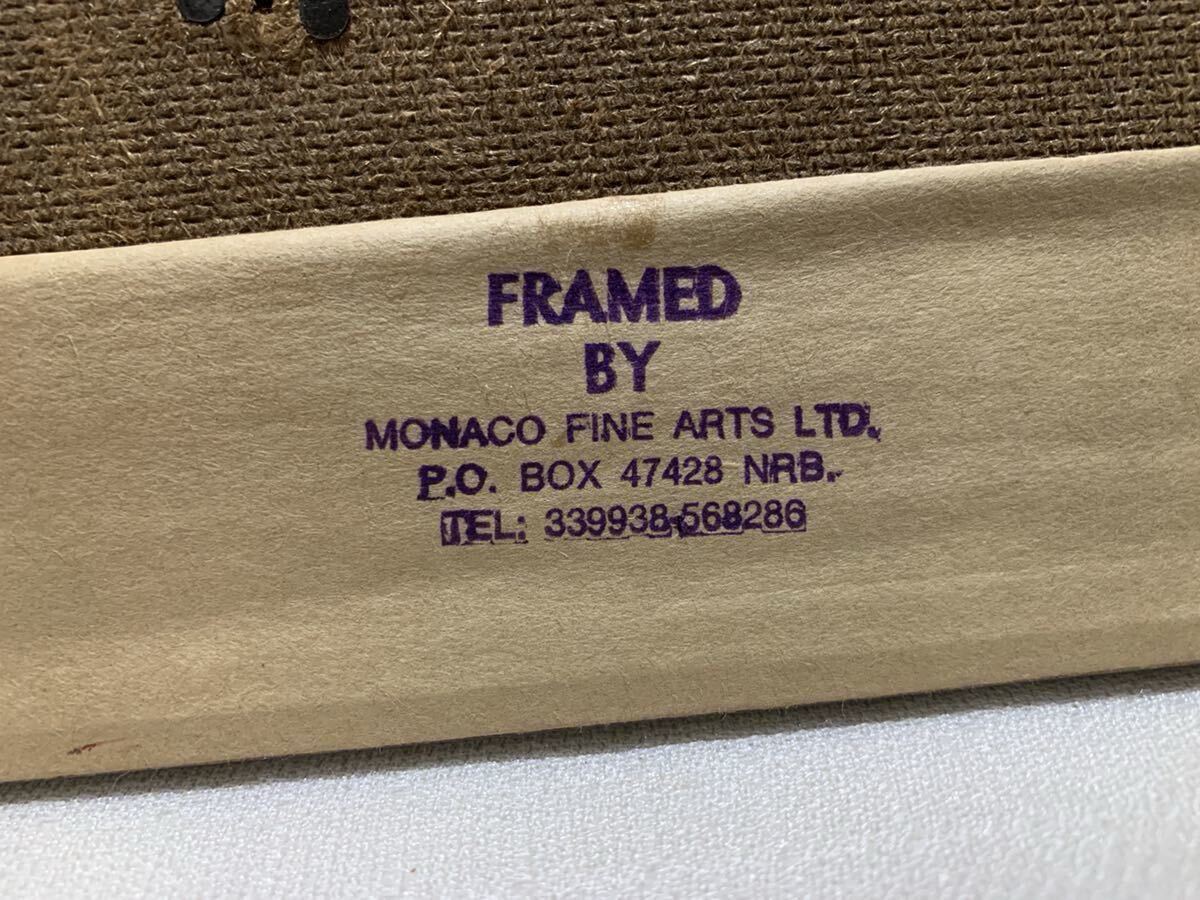 FRAMED
BY
MONACO FINE ARTS LTD.
P.O. BOX 47428 NRB.
TEL: 339938-568286